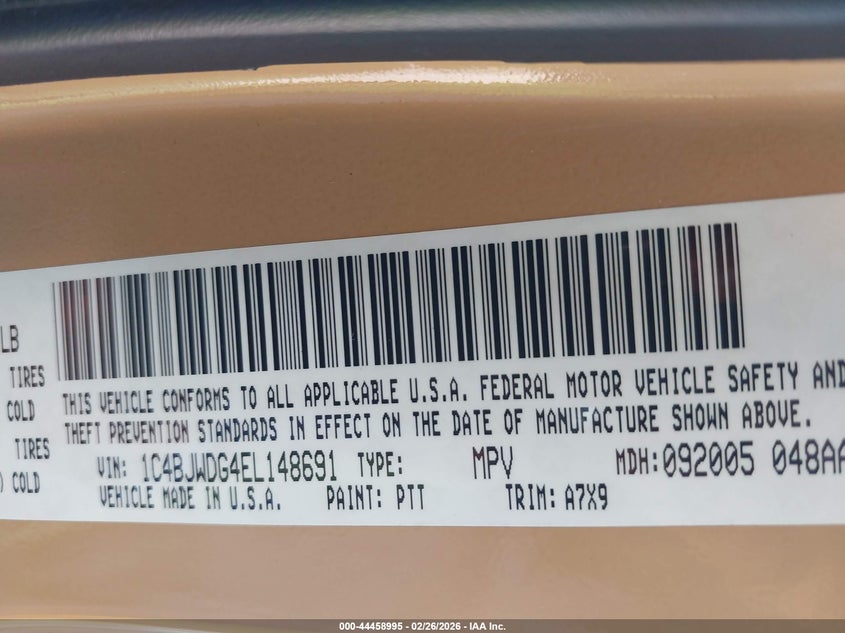 LB
TIRES
COLD
TIRES
) COLD
THIS VEHICLE CONFORMS TO ALL APPLICABLE U.S.A. FEDERAL MOTOR VEHICLE SAFETY AND
THEFT PREVENTION STANDARDS IN EFFECT ON THE DATE OF MANUFACTURE SHOWN ABOVE.
VIN: 1C4BJWDG4EL148691 TYPE: MPV MDH:092005 048AA
VEHICLE MADE IN U.S.A. PAINT: PTT TRIM: A7X9
000-44458995 - 02/26/2026 - IAA Inc.